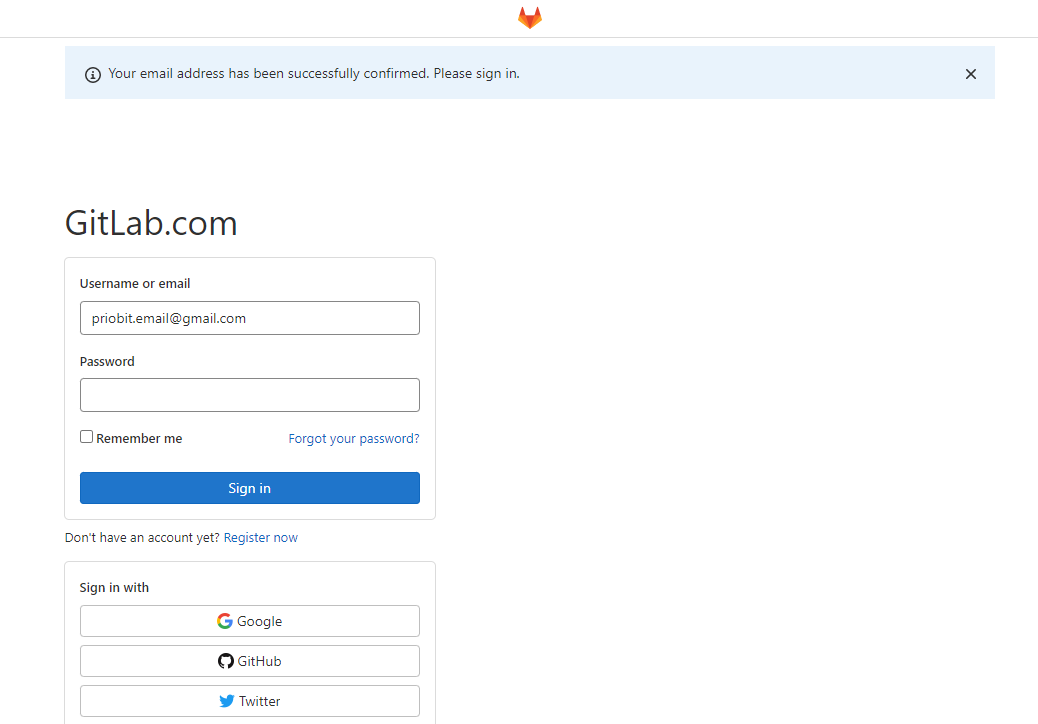 Your email address has been successfully confirmed. Please sign in.
GitLab.com
Username or email
priobit.email@gmail.com
Password
Remember me
Forgot your password?
Sign in
Don't have an account yet? Register now
Sign in with
Google
GitHub
Twitter